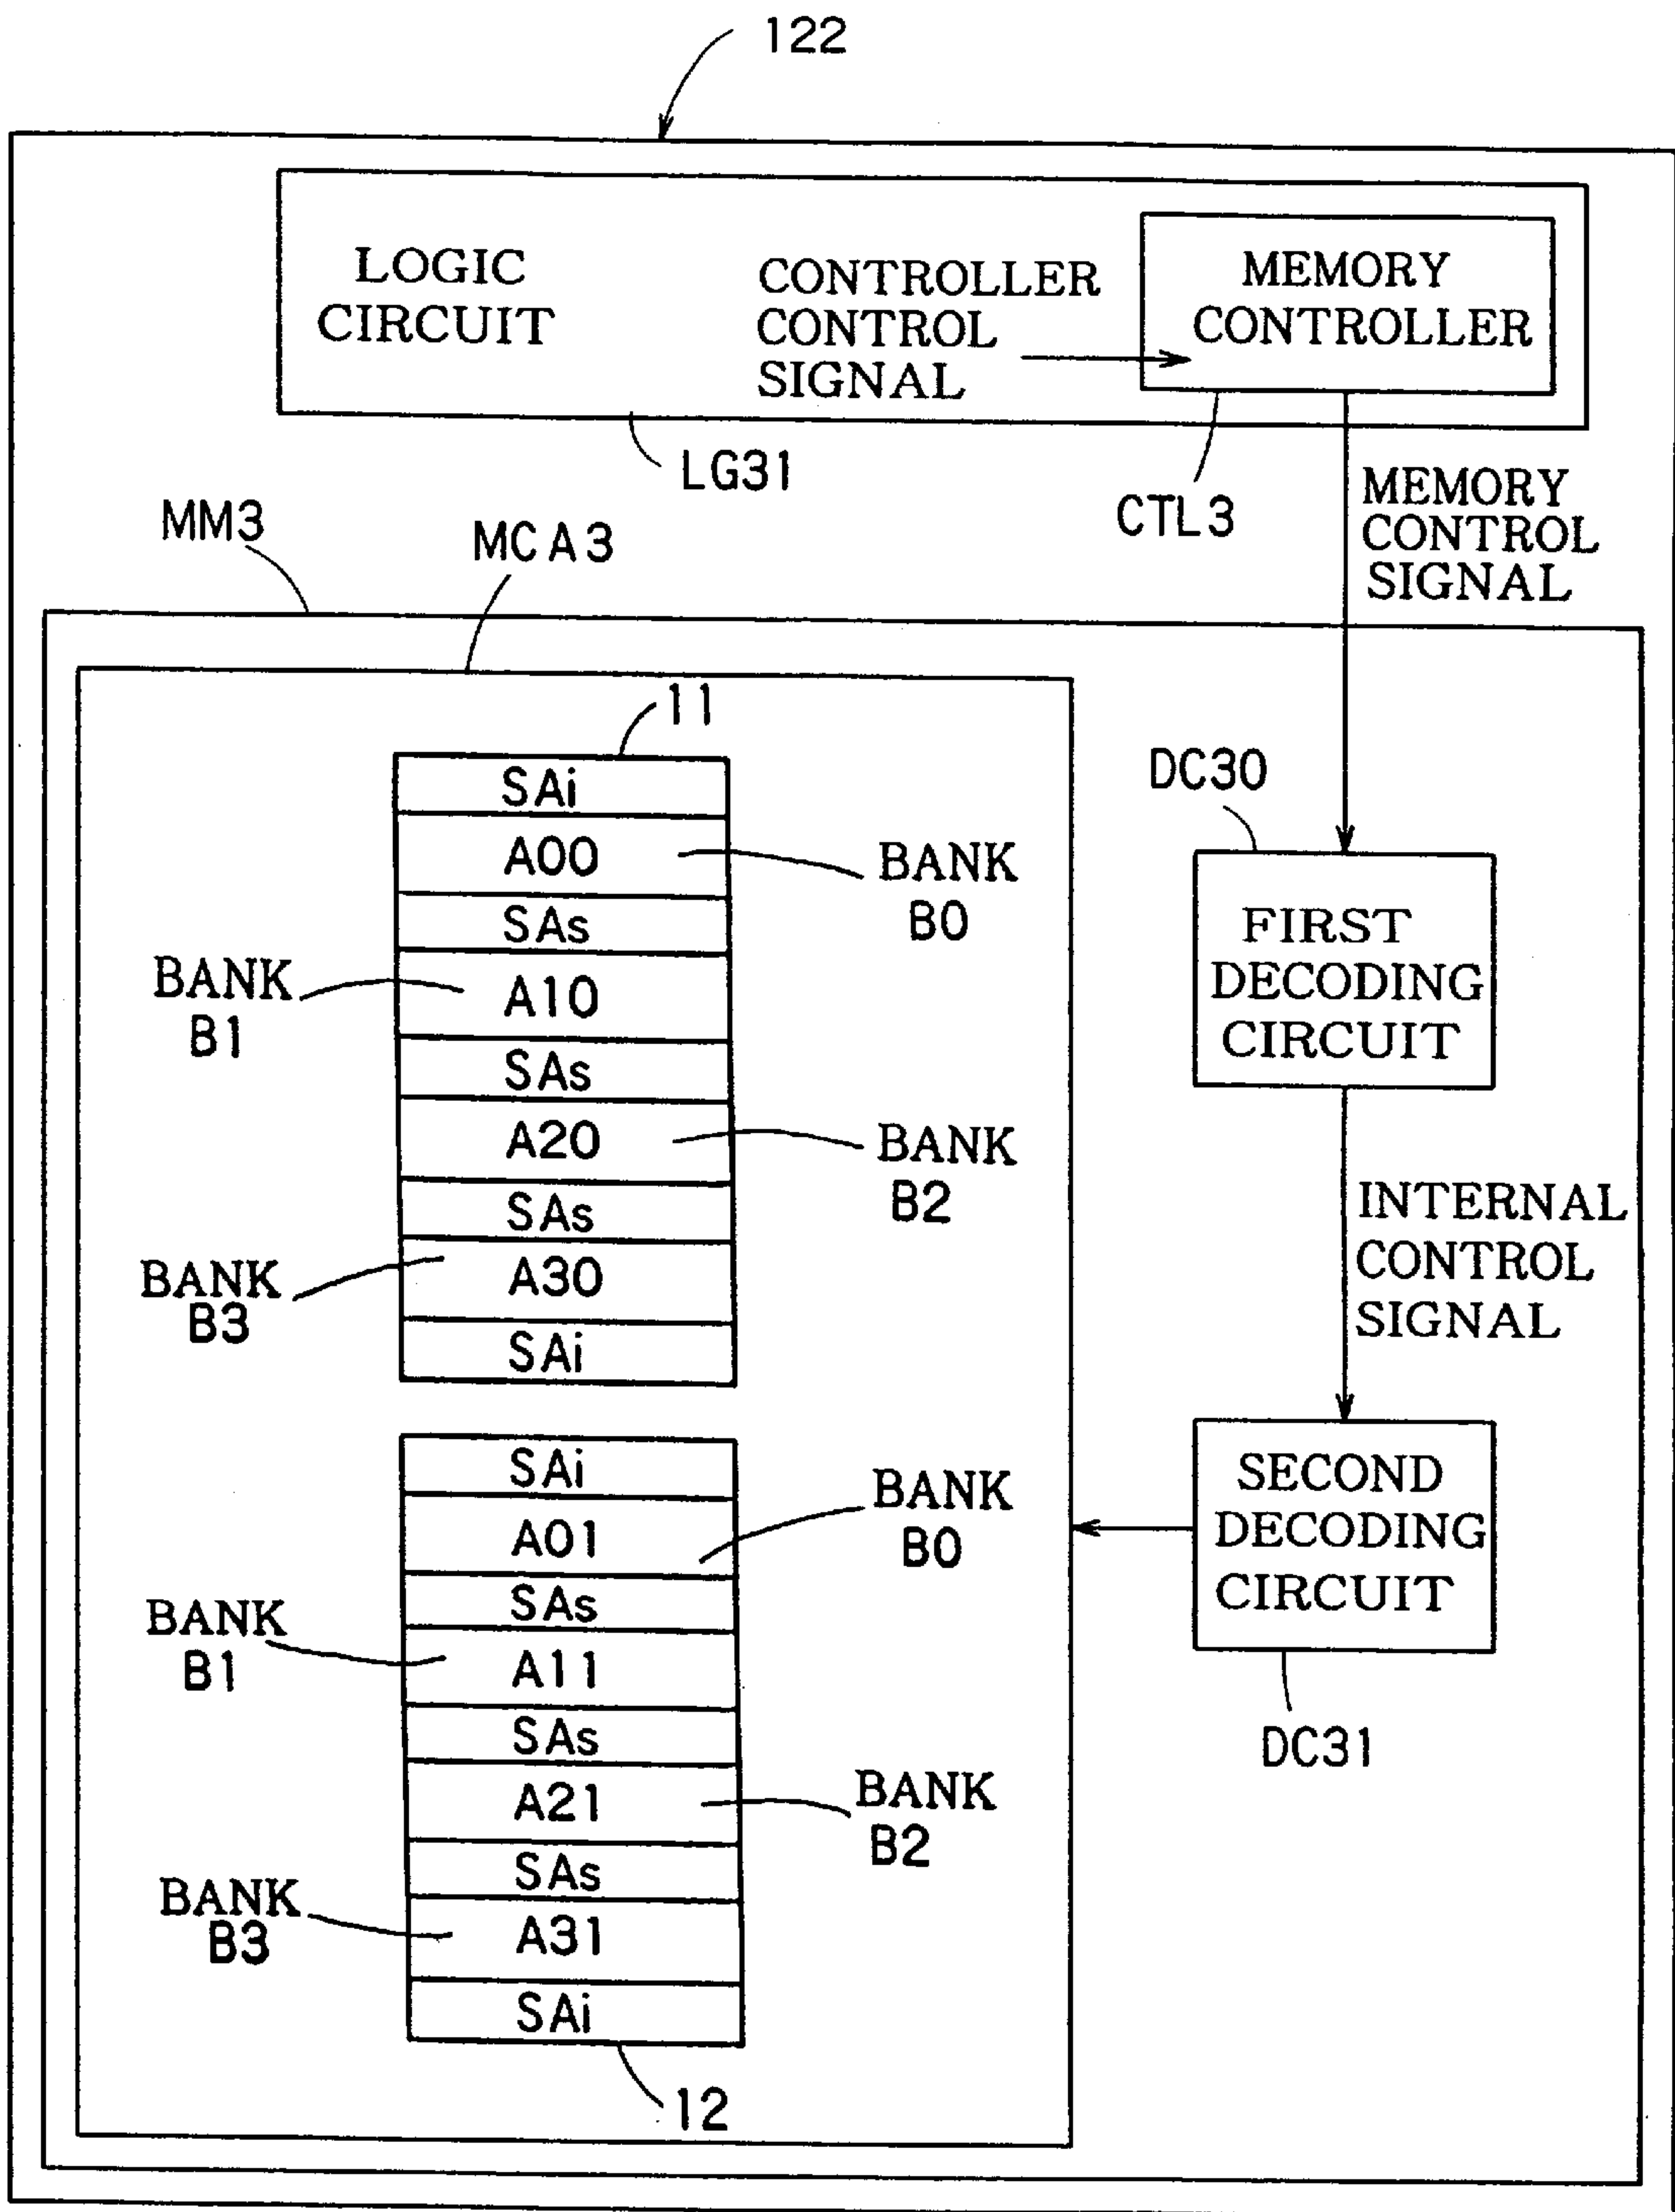 122
LOGIC
CIRCUIT
CONTROLLER
CONTROL
SIGNAL
MEMORY
CONTROLLER
LG31
CTL3
MEMORY
CONTROL
SIGNAL
MM3
MCA3
11
SAi
A00
BANK
B0
SAs
BANK
B1
A10
SAs
A20
BANK
B2
SAs
BANK
B3
A30
SAi
DC30
FIRST
DECODING
CIRCUIT
INTERNAL
CONTROL
SIGNAL
SAi
A01
BANK
B0
SAs
BANK
B1
A11
SAs
A21
BANK
B2
SAs
BANK
B3
A31
SAi
12
SECOND
DECODING
CIRCUIT
DC31